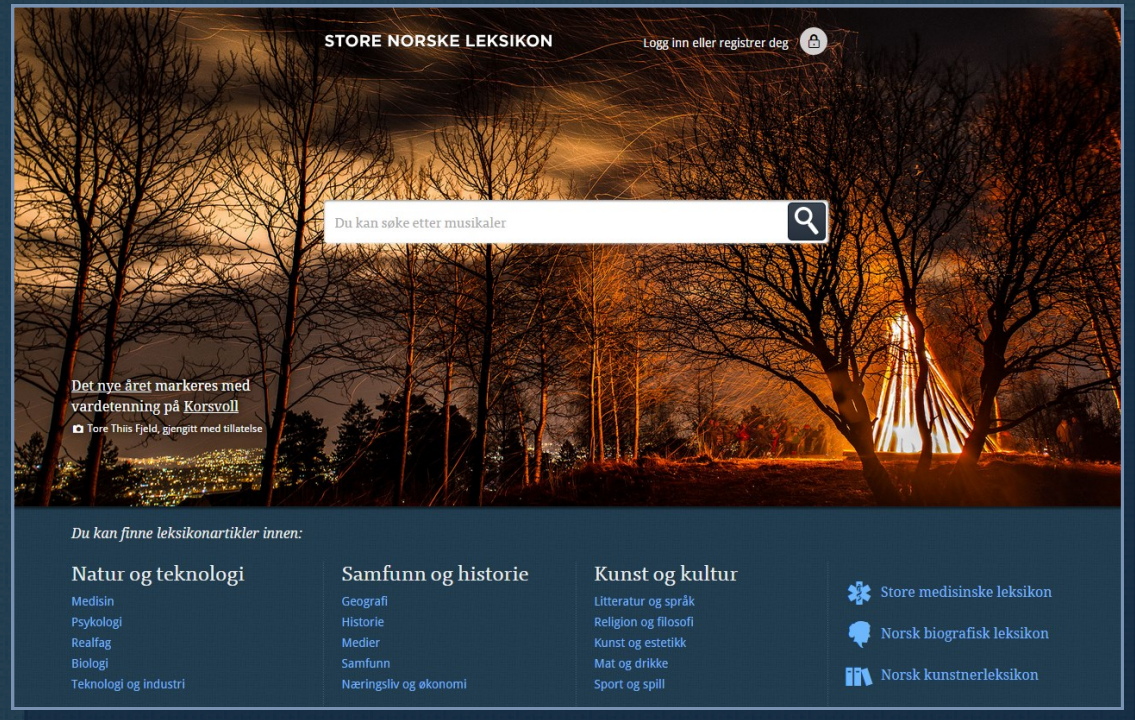 STORE NORSKE LEKSIKON
Logg inn eller registrer deg
Du kan søke etter musikaler
Det nye året markeres med
vardetenning på Korsvoll
Tore Thiis Fjeld, gjengitt med tillatelse
Du kan finne leksikonartikler innen:
Natur og teknologi
Medisin
Psykologi
Realfag
Biologi
Teknologi og industri
Samfunn og historie
Geografi
Historie
Medier
Samfunn
Næringsliv og økonomi
Kunst og kultur
Litteratur og språk
Religion og filosofi
Kunst og estetikk
Mat og drikke
Sport og spill
Store medisinske leksikon
Norsk biografisk leksikon
Norsk kunstnerleksikon